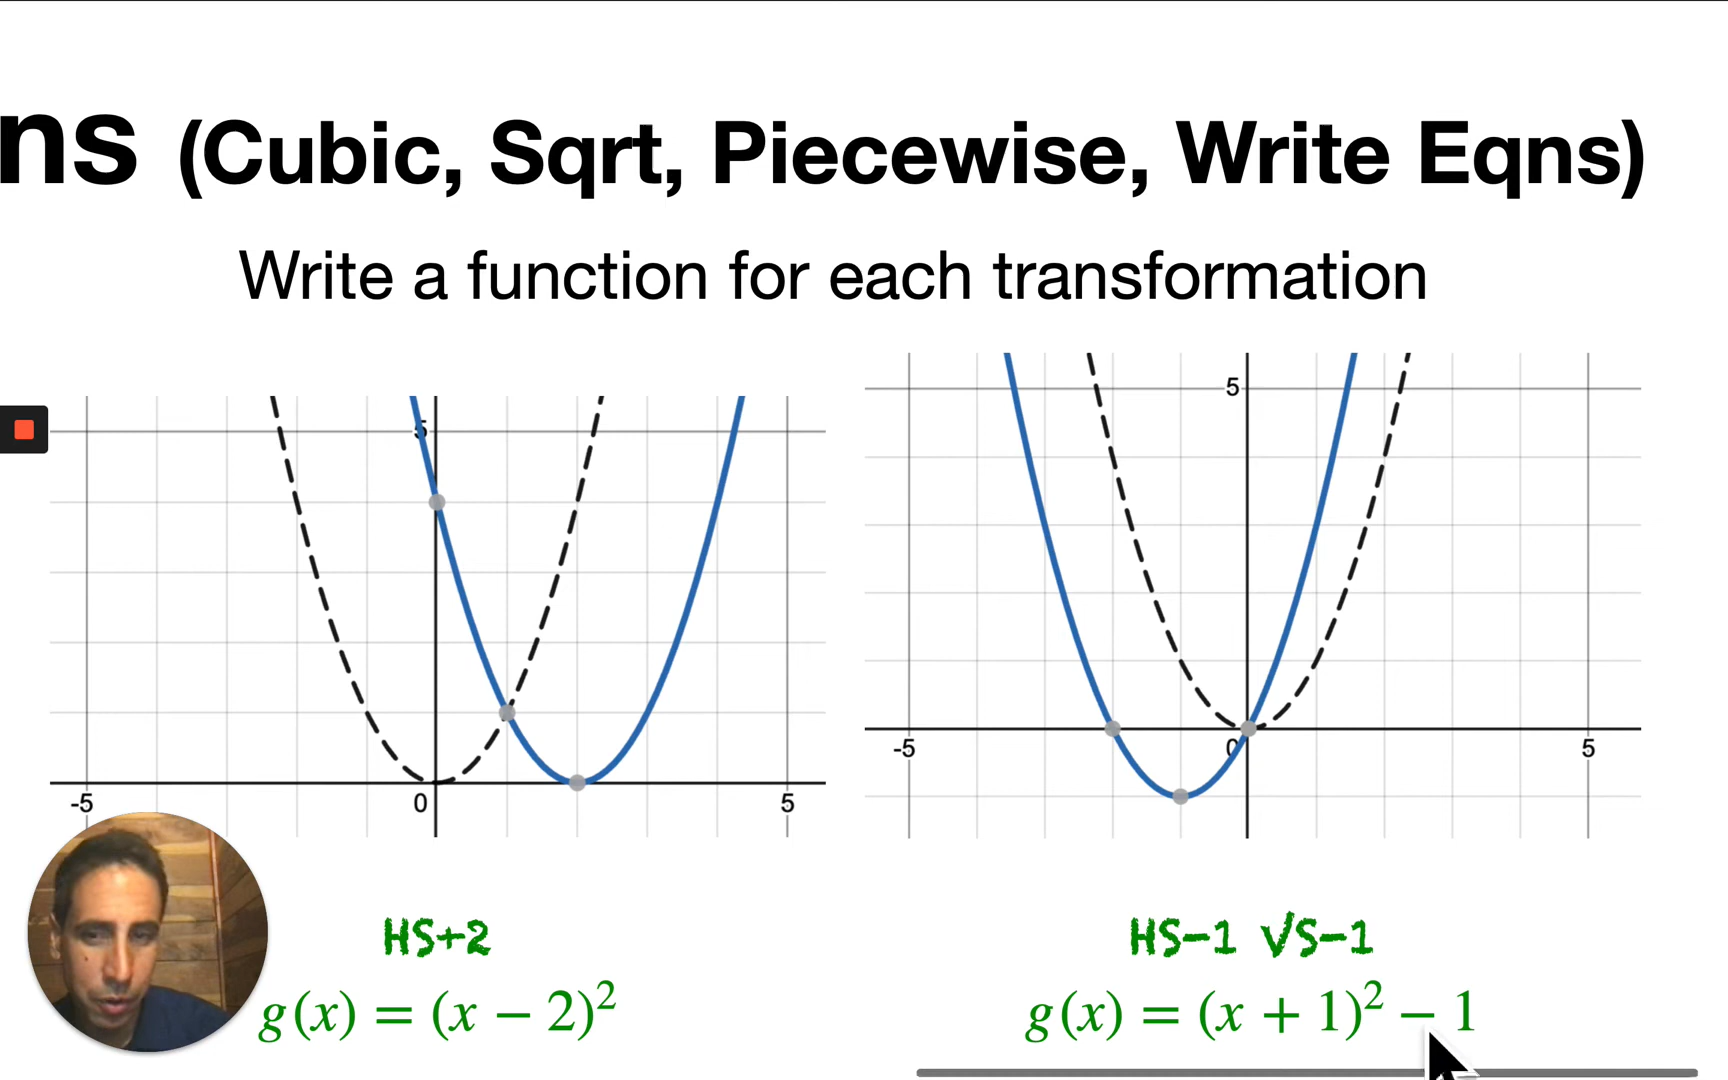 ns (Cubic, Sqrt, Piecewise, Write Eqns)
Write a function for each transformation
5
-5 0 5
HS+2
g(x) = (x − 2)²
5
-5 0 5
HS−1 VS−1
g(x) = (x + 1)² − 1